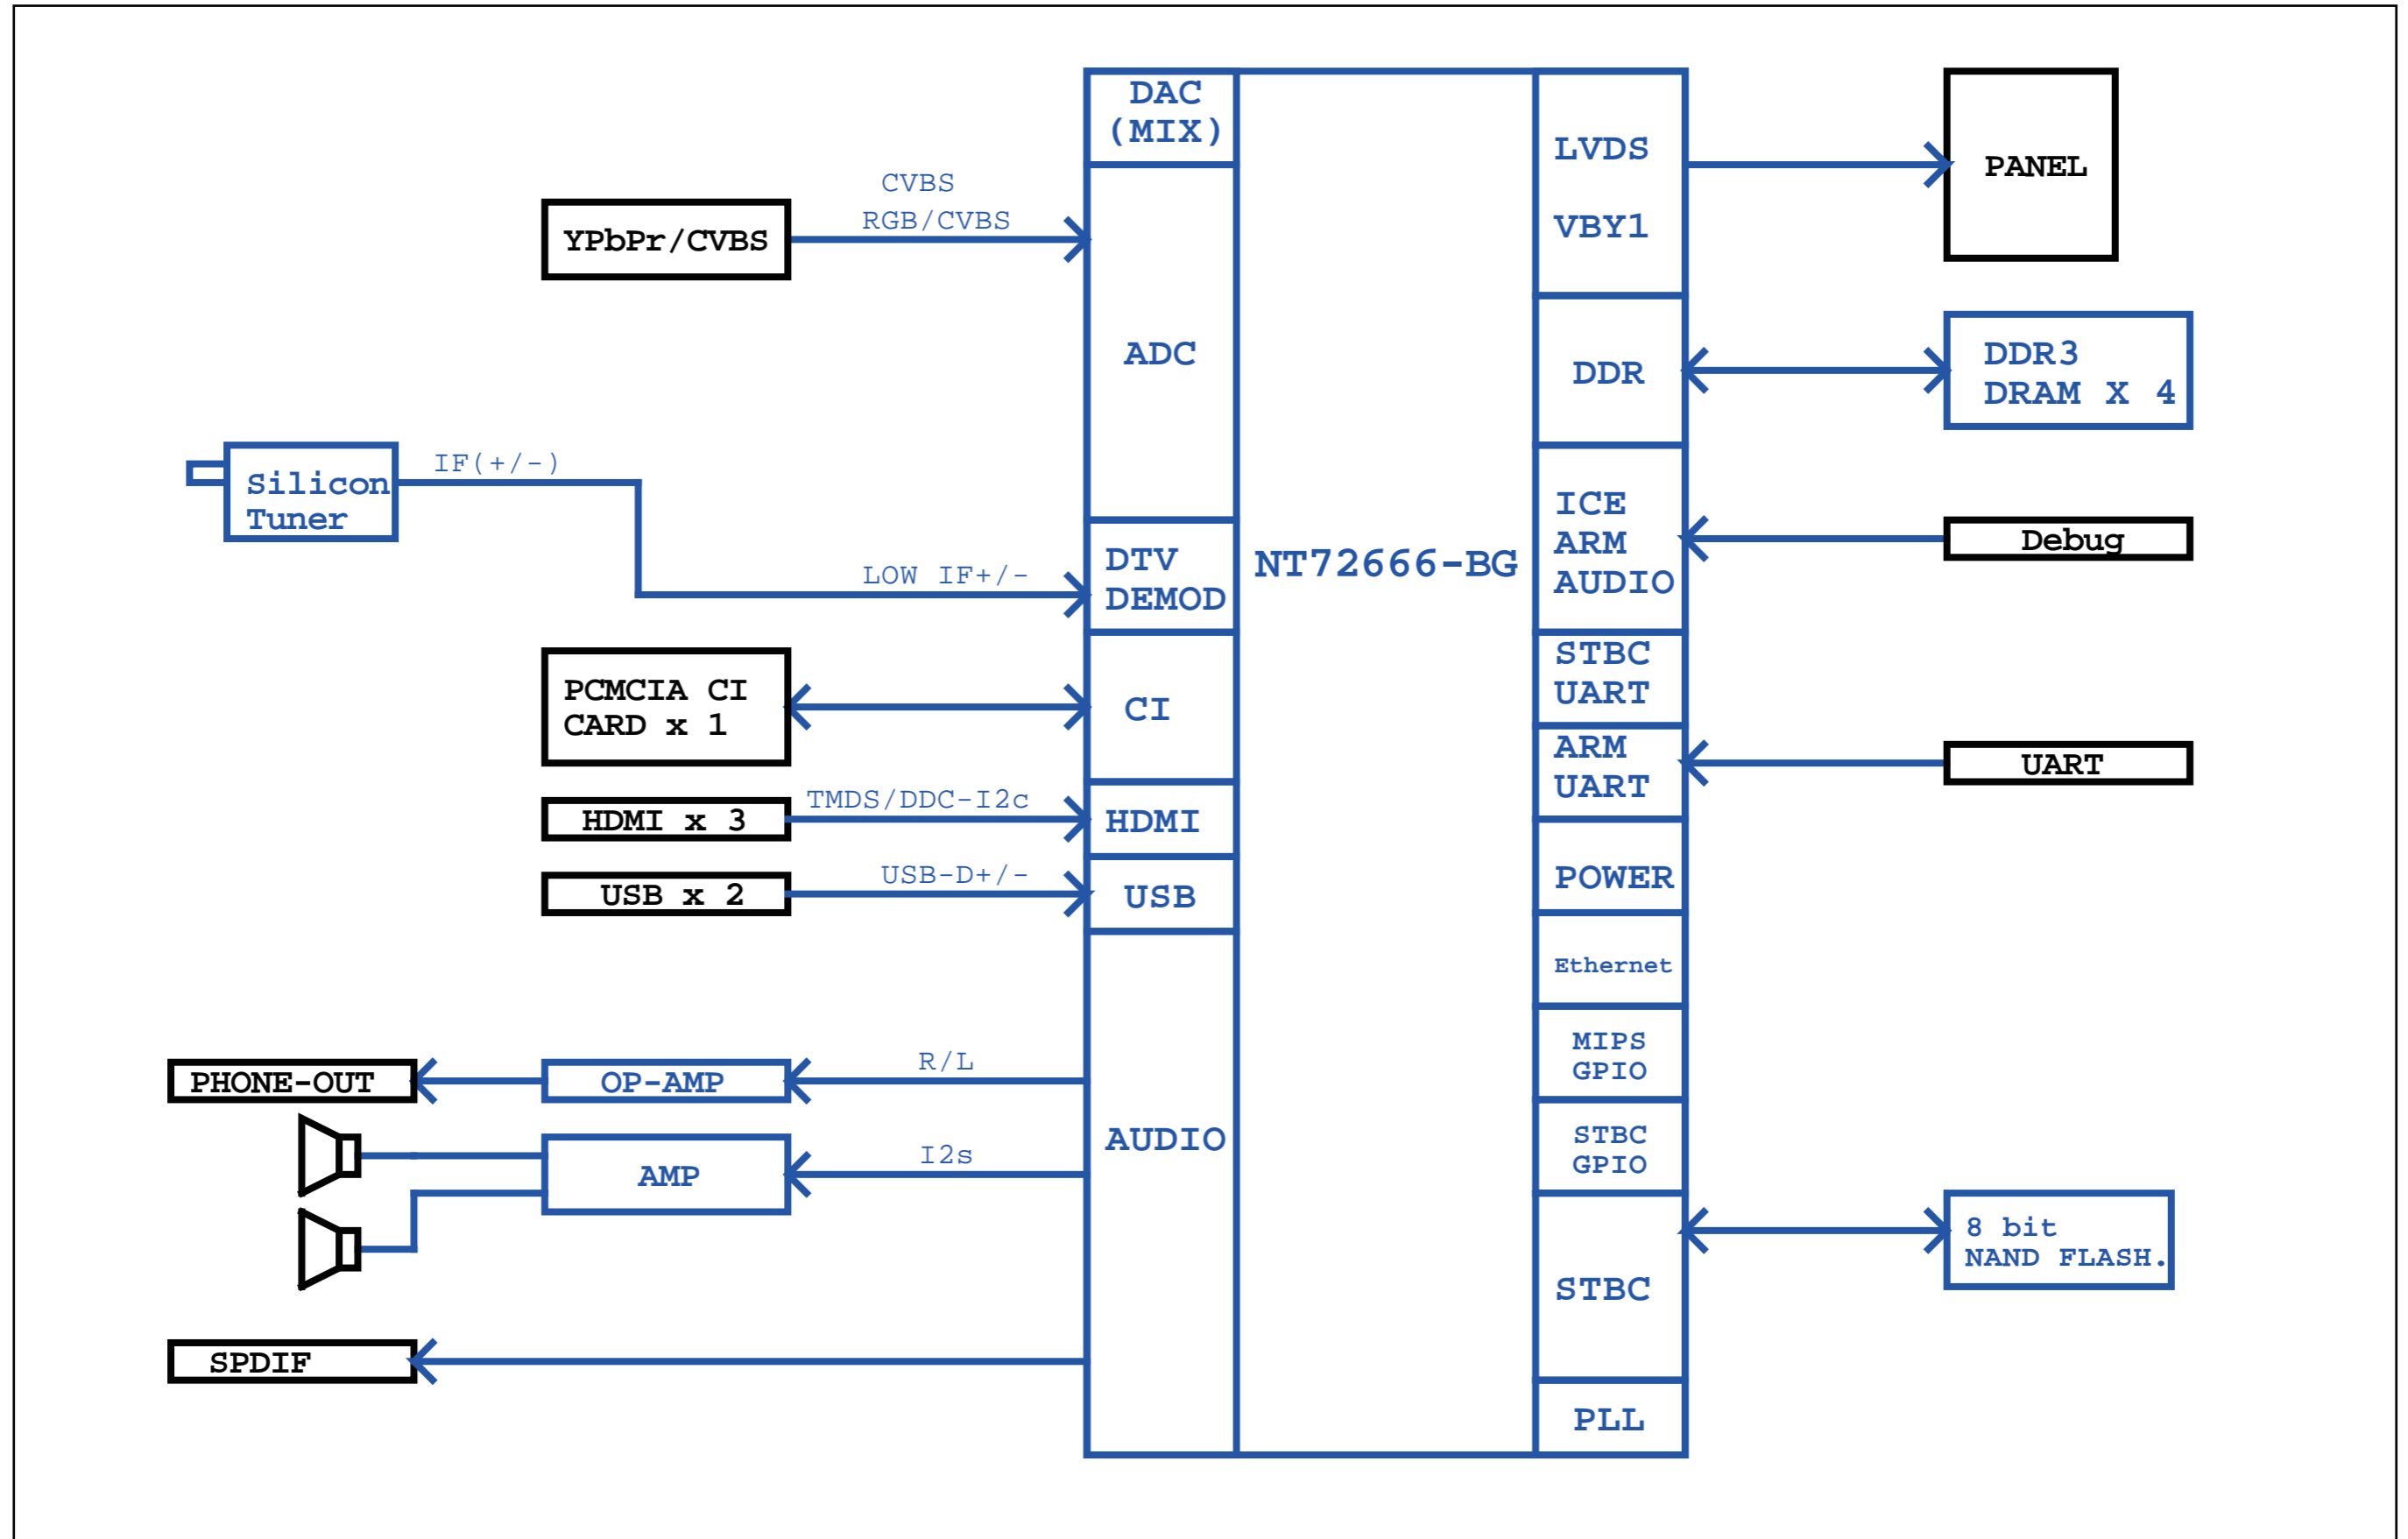 DAC
(MIX)
CVBS
RGB/CVBS
YPbPr/CVBS
ADC
IF(+/-)
Silicon
Tuner
LOW IF+/-
DTV
DEMOD
PCMCIA CI
CARD x 1
CI
HDMI x 3
TMDS/DDC-I2c
HDMI
USB x 2
USB-D+/-
USB
PHONE-OUT
OP-AMP
R/L
AMP
I2s
AUDIO
SPDIF
NT72666-BG
LVDS
VBY1
PANEL
DDR
DDR3
DRAM X 4
ICE
ARM
AUDIO
Debug
STBC
UART
ARM
UART
UART
POWER
Ethernet
MIPS
GPIO
STBC
GPIO
STBC
8 bit
NAND FLASH.
PLL